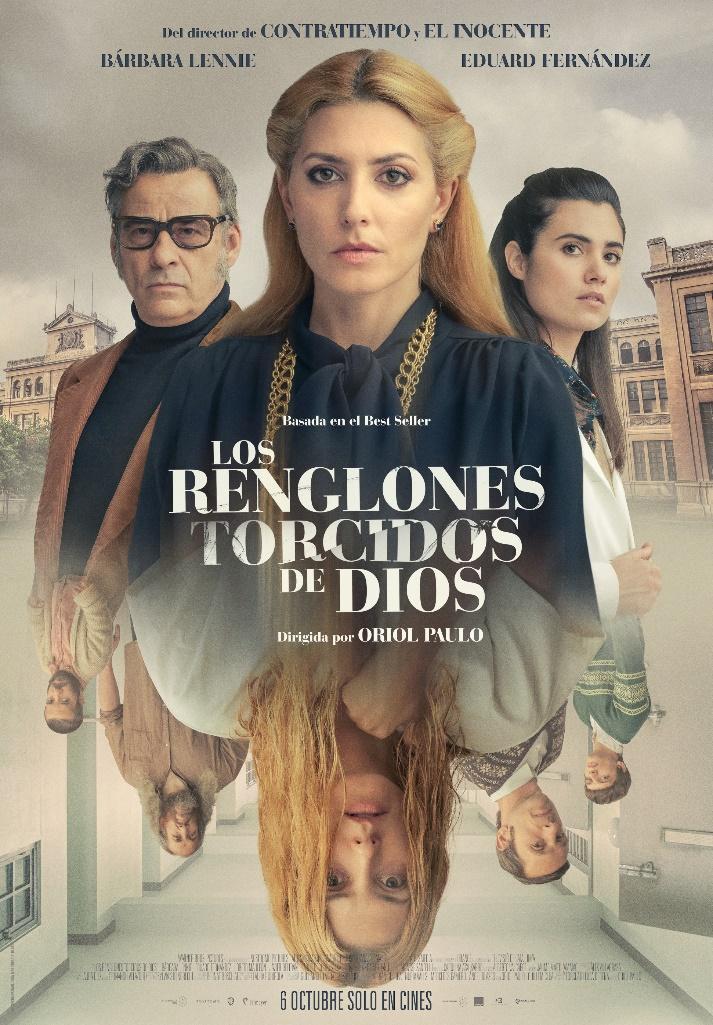 Del director de CONTRATIEMPO y EL INOCENTE
BÁRBARA LENNIE EDUARD FERNÁNDEZ
Basada en el Best Seller
LOS
RENGLONES
TORCIDOS
DE DIOS
Dirigida por ORIOL PAULO
6 OCTUBRE SOLO EN CINES